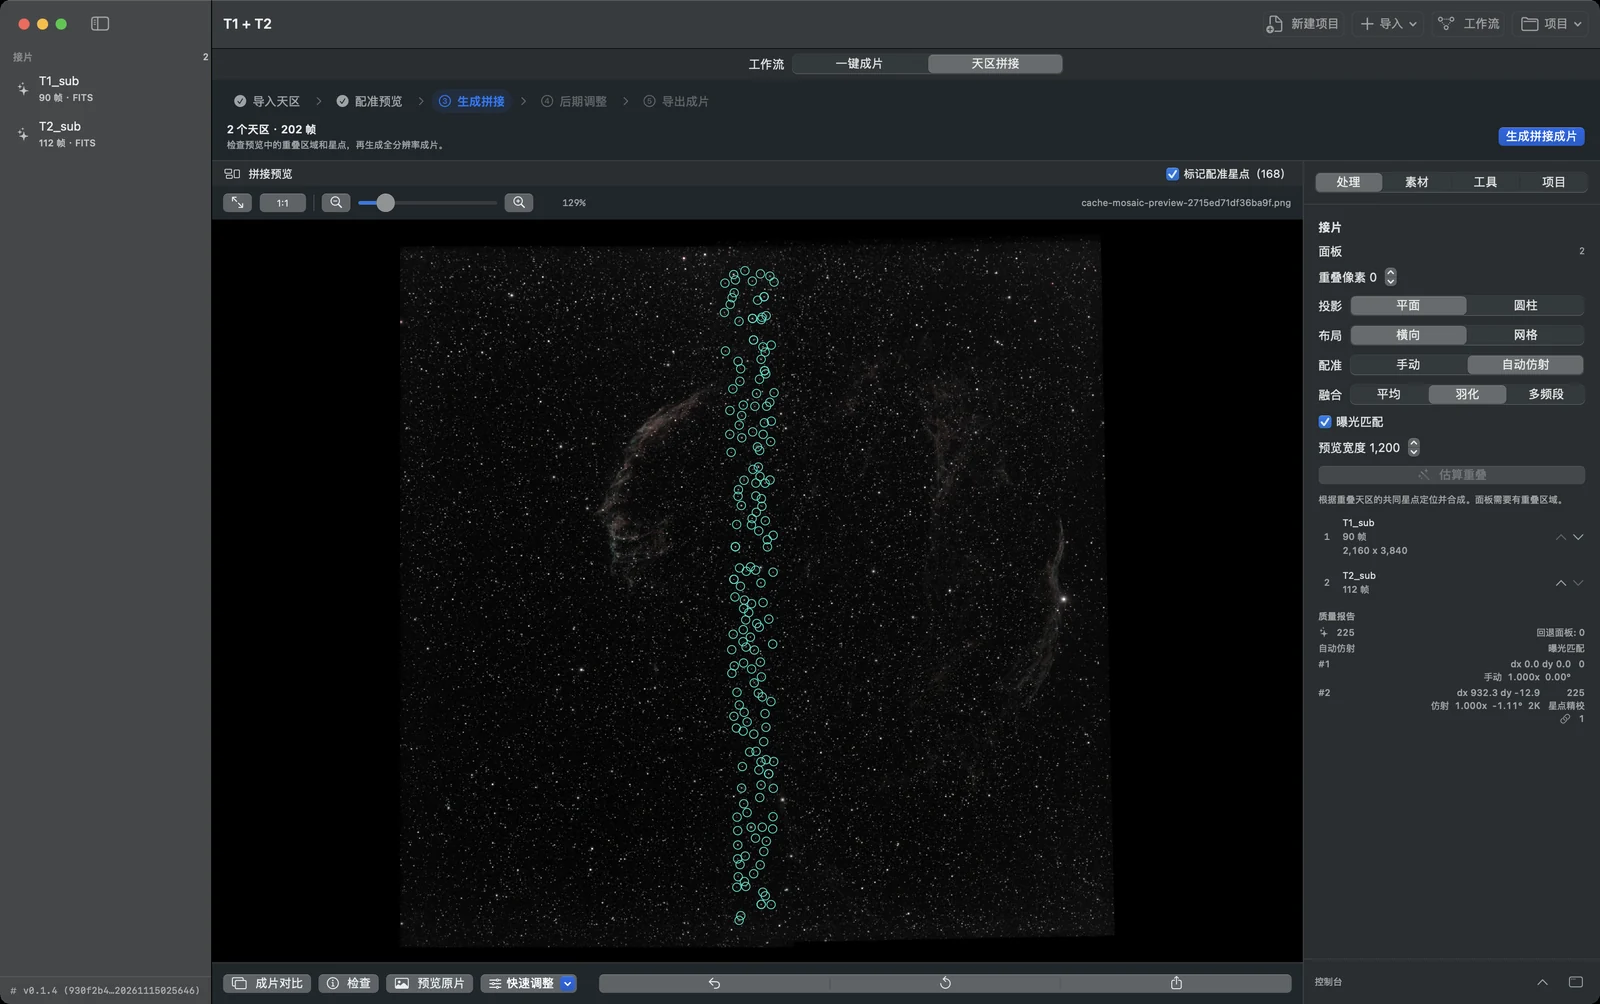 T1 + T2
新建项目
导入
工作流
项目
接片 2
T1_sub
90 帧 · FITS
T2_sub
112 帧 · FITS
工作流 一键成片 天区拼接
导入天区 配准预览 3 生成拼接 4 后期调整 5 导出成片
2 个天区 · 202 帧
检查预览中的重叠区域和星点，再生成全分辨率成片。
生成拼接成片
拼接预览
标记配准星点（168）
1:1
129%
cache-mosaic-preview-2715ed71df36ba9f.png
处理 素材 工具 项目
接片
面板 2
重叠像素 0
投影 平面 圆柱
布局 横向 网格
配准 手动 自动仿射
融合 平均 羽化 多频段
曝光匹配
预览宽度 1,200
估算重叠
根据重叠天区的共同星点定位并合成。面板需要有重叠区域。
T1_sub
1 90 帧
2,160 x 3,840
T2_sub
2 112 帧
质量报告
225 回退面板: 0
自动仿射 曝光匹配
#1 dx 0.0 dy 0.0 0
手动 1.000x 0.00°
#2 dx 932.3 dy -12.9 225
仿射 1.000x -1.11° 2K 星点精校
1
# v0.1.4 (930f2b4…20261115025646)
成片对比 检查 预览原片 快速调整
控制台